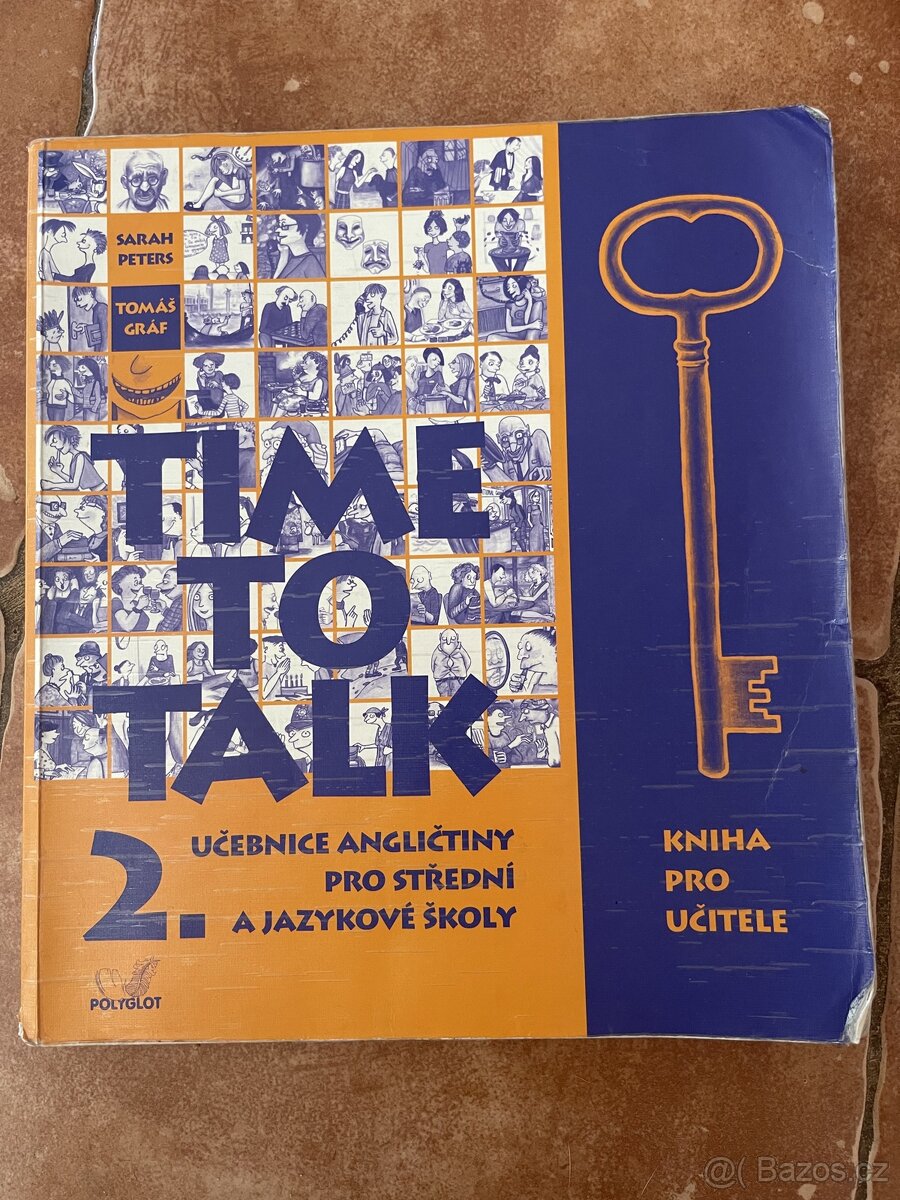 SARAH
PETERS
TOMÁŠ
GRÁF
TIME
TO
TALK
2.
UČEBNICE ANGLIČTINY
PRO STŘEDNÍ
A JAZYKOVÉ ŠKOLY
POLYGLOT
KNIHA
PRO
UČITELE
@( Bazos.cz